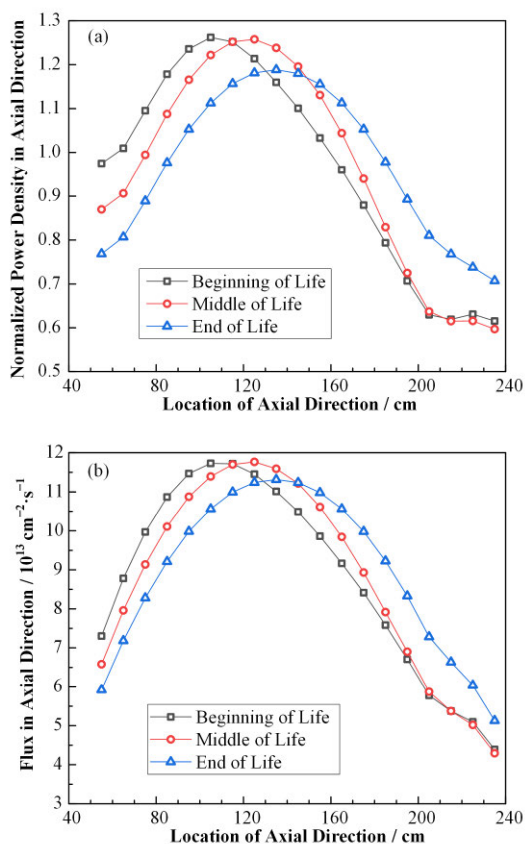 (a)
Normalized Power Density in Axial Direction
1.3
1.2
1.1
1.0
0.9
0.8
0.7
0.6
0.5
Beginning of Life
Middle of Life
End of Life
40 80 120 160 200 240
Location of Axial Direction / cm
(b)
Flux in Axial Direction / 10¹³ cm⁻²·s⁻¹
12
11
10
9
8
7
6
5
4
3
Beginning of Life
Middle of Life
End of Life
40 80 120 160 200 240
Location of Axial Direction / cm